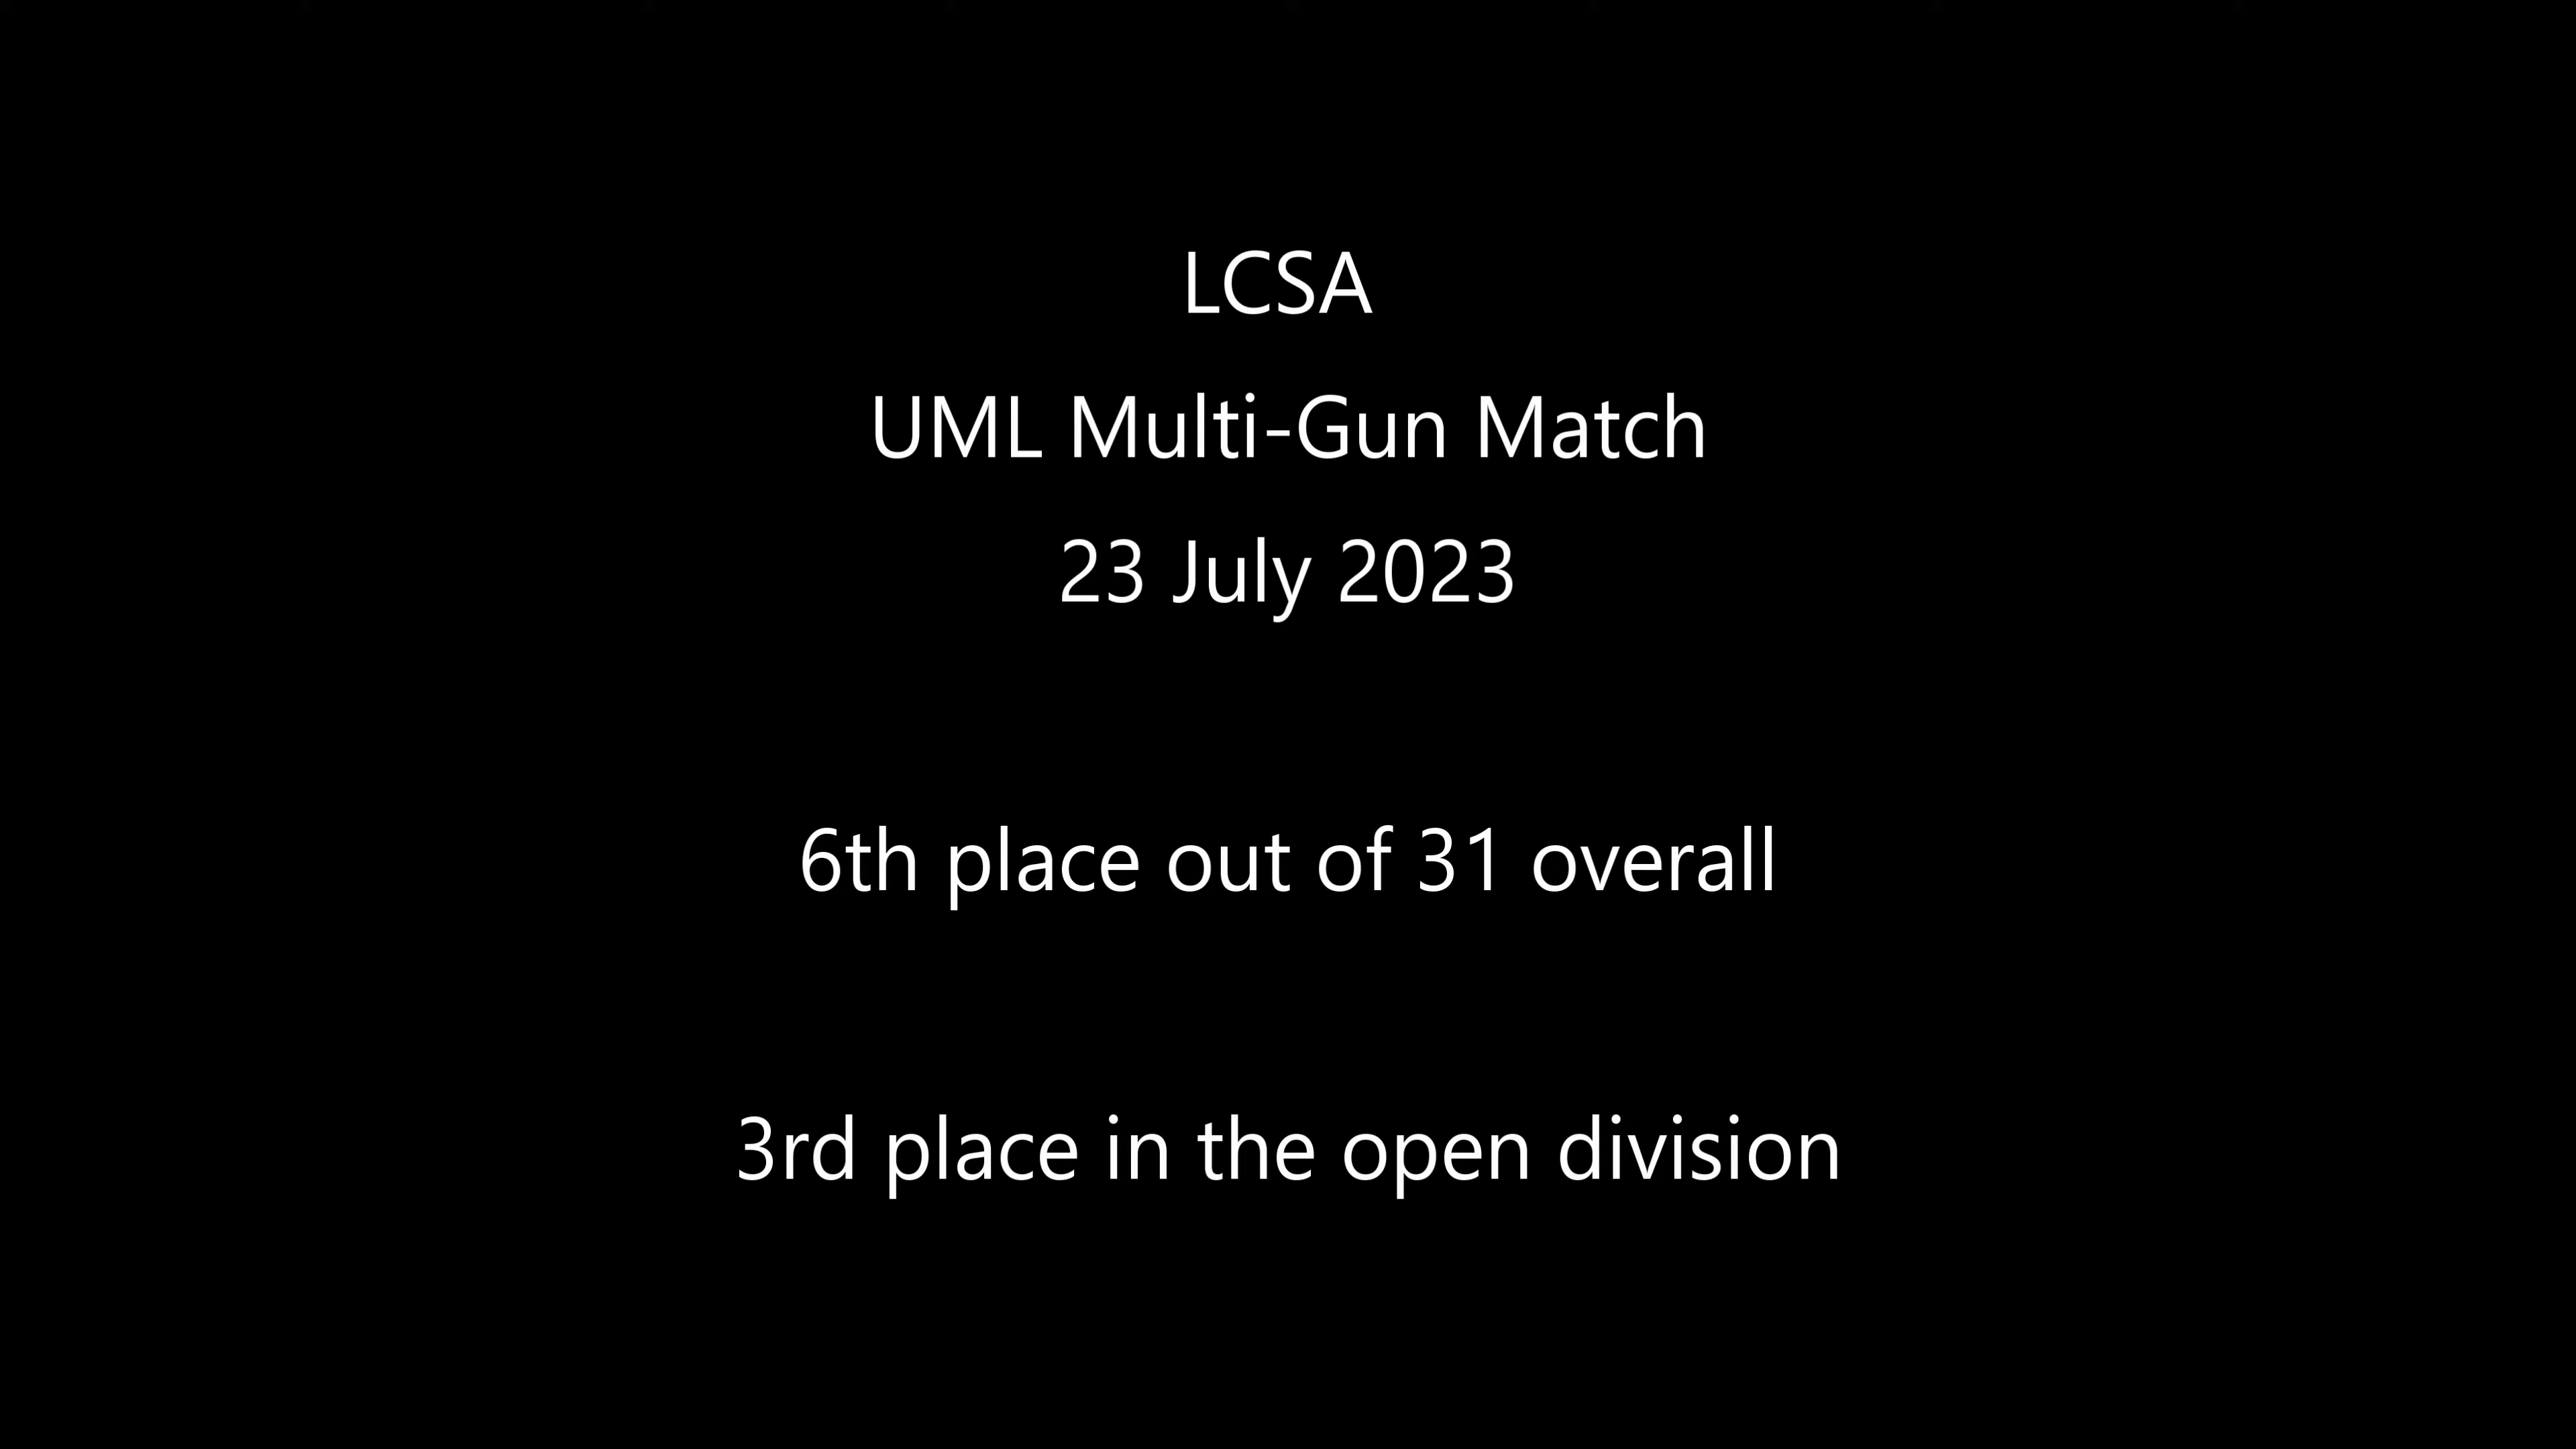 LCSA
UML Multi-Gun Match
23 July 2023
6th place out of 31 overall
3rd place in the open division